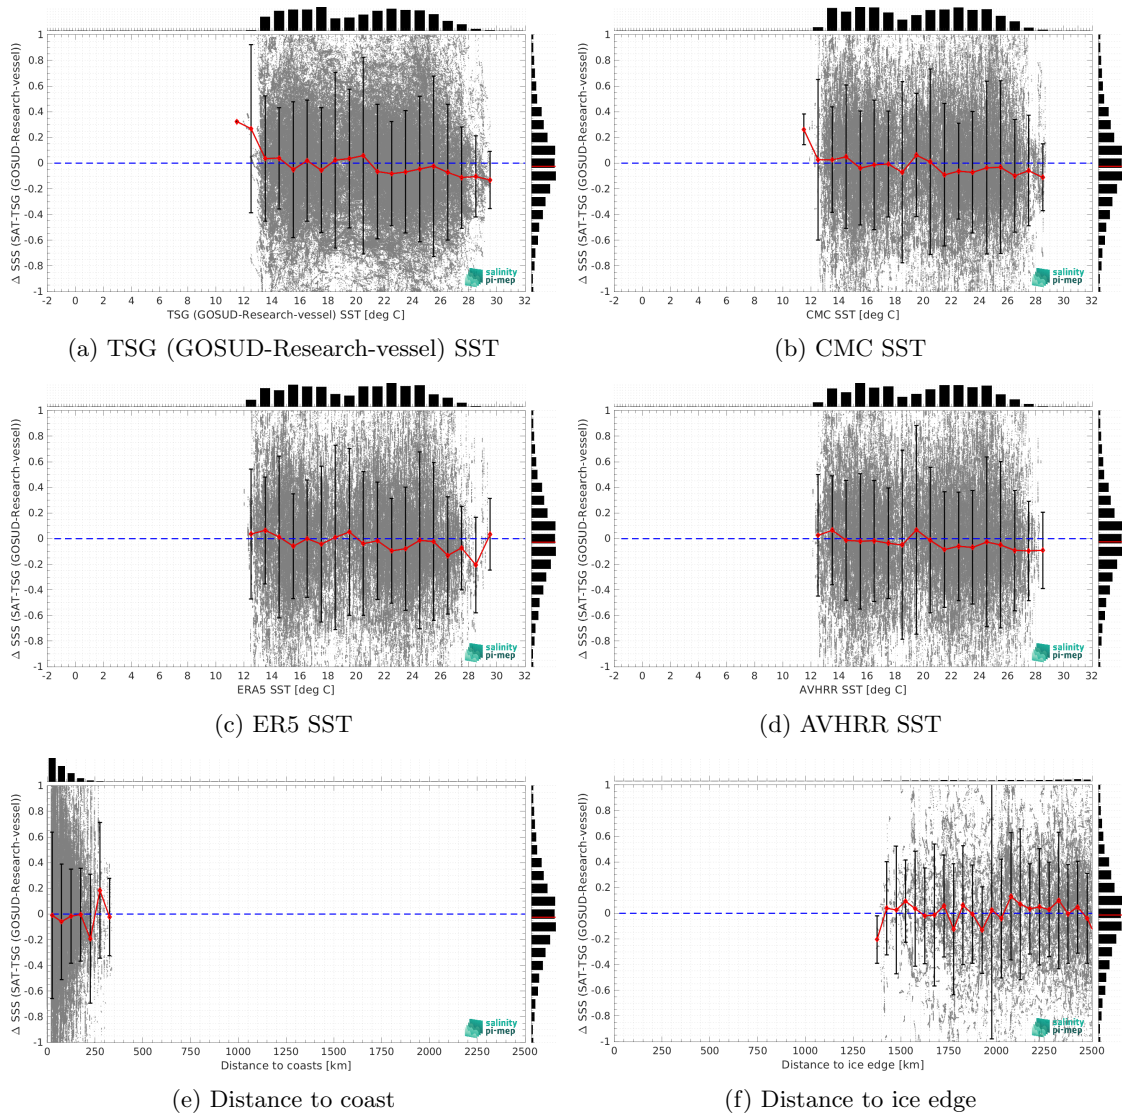 Δ SSS (SAT-TSG (GOSUD-Research-vessel))
1
0.8
0.6
0.4
0.2
0
-0.2
-0.4
-0.6
-0.8
-1
salinity
pi-mep
-2 0 2 4 6 8 10 12 14 16 18 20 22 24 26 28 30 32
TSG (GOSUD-Research-vessel) SST [deg C]
(a) TSG (GOSUD-Research-vessel) SST
Δ SSS (SAT-TSG (GOSUD-Research-vessel))
1
0.8
0.6
0.4
0.2
0
-0.2
-0.4
-0.6
-0.8
-1
salinity
pi-mep
-2 0 2 4 6 8 10 12 14 16 18 20 22 24 26 28 30 32
CMC SST [deg C]
(b) CMC SST
Δ SSS (SAT-TSG (GOSUD-Research-vessel))
1
0.8
0.6
0.4
0.2
0
-0.2
-0.4
-0.6
-0.8
-1
salinity
pi-mep
-2 0 2 4 6 8 10 12 14 16 18 20 22 24 26 28 30 32
ERA5 SST [deg C]
(c) ER5 SST
Δ SSS (SAT-TSG (GOSUD-Research-vessel))
1
0.8
0.6
0.4
0.2
0
-0.2
-0.4
-0.6
-0.8
-1
salinity
pi-mep
-2 0 2 4 6 8 10 12 14 16 18 20 22 24 26 28 30 32
AVHRR SST [deg C]
(d) AVHRR SST
Δ SSS (SAT-TSG (GOSUD-Research-vessel))
1
0.8
0.6
0.4
0.2
0
-0.2
-0.4
-0.6
-0.8
-1
salinity
pi-mep
0 250 500 750 1000 1250 1500 1750 2000 2250 2500
Distance to coasts [km]
(e) Distance to coast
Δ SSS (SAT-TSG (GOSUD-Research-vessel))
1
0.8
0.6
0.4
0.2
0
-0.2
-0.4
-0.6
-0.8
-1
salinity
pi-mep
0 250 500 750 1000 1250 1500 1750 2000 2250 2500
Distance to ice edge [km]
(f) Distance to ice edge